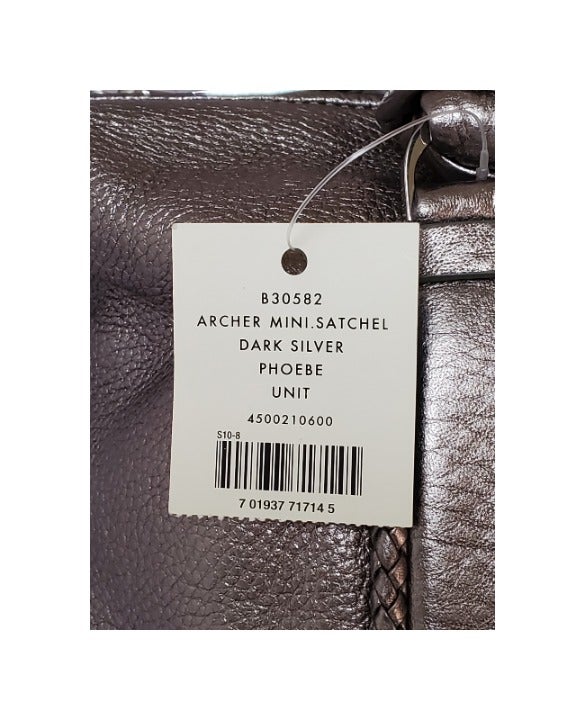 B30582
ARCHER MINI.SATCHEL
DARK SILVER
PHOEBE
UNIT
4500210600
S10-8
7 01937 71714 5